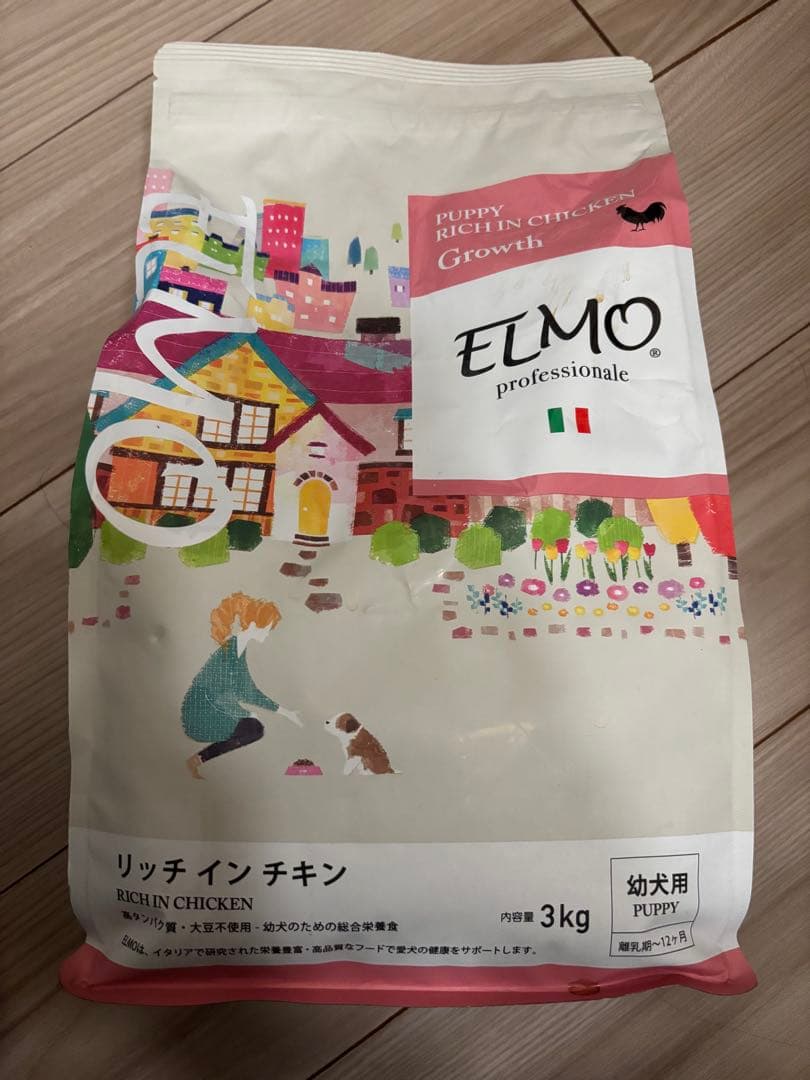 PUPPY
RICH IN CHICKEN
Growth
ELMO®
professionale
ELMO
リッチ イン チキン
RICH IN CHICKEN
高タンパク質・大豆不使用 - 幼犬のための総合栄養食
ELMOは、イタリアで研究された栄養豊富・高品質なフードで愛犬の健康をサポートします。
内容量 3kg
幼犬用
PUPPY
離乳期~12ヶ月